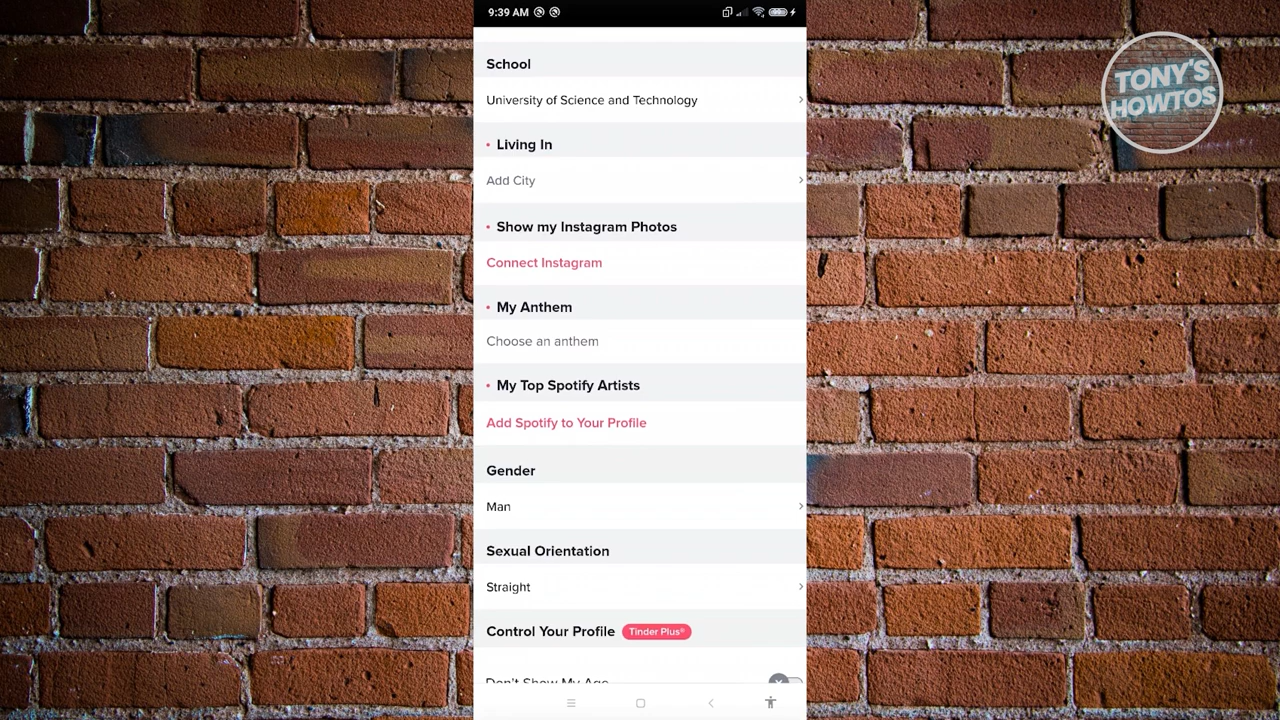 9:39 AM
TONY'S
HOWTOS
School
University of Science and Technology
Living In
Add City
Show my Instagram Photos
Connect Instagram
My Anthem
Choose an anthem
My Top Spotify Artists
Add Spotify to Your Profile
Gender
Man
Sexual Orientation
Straight
Control Your Profile Tinder Plus®
Don't Show My Age